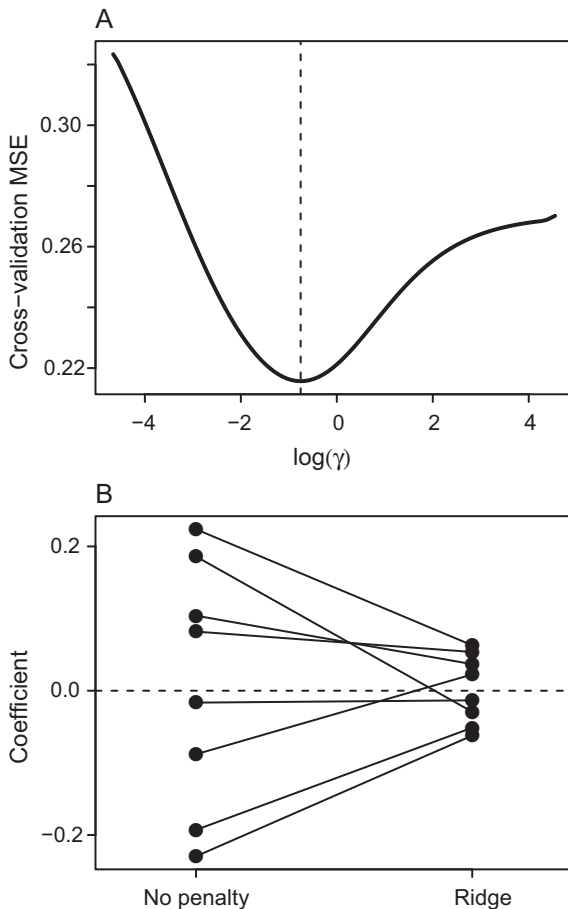 A
Cross−validation MSE
0.30
0.26
0.22
−4 −2 0 2 4
log(γ)
B
Coefficient
0.2
0.0
−0.2
No penalty Ridge